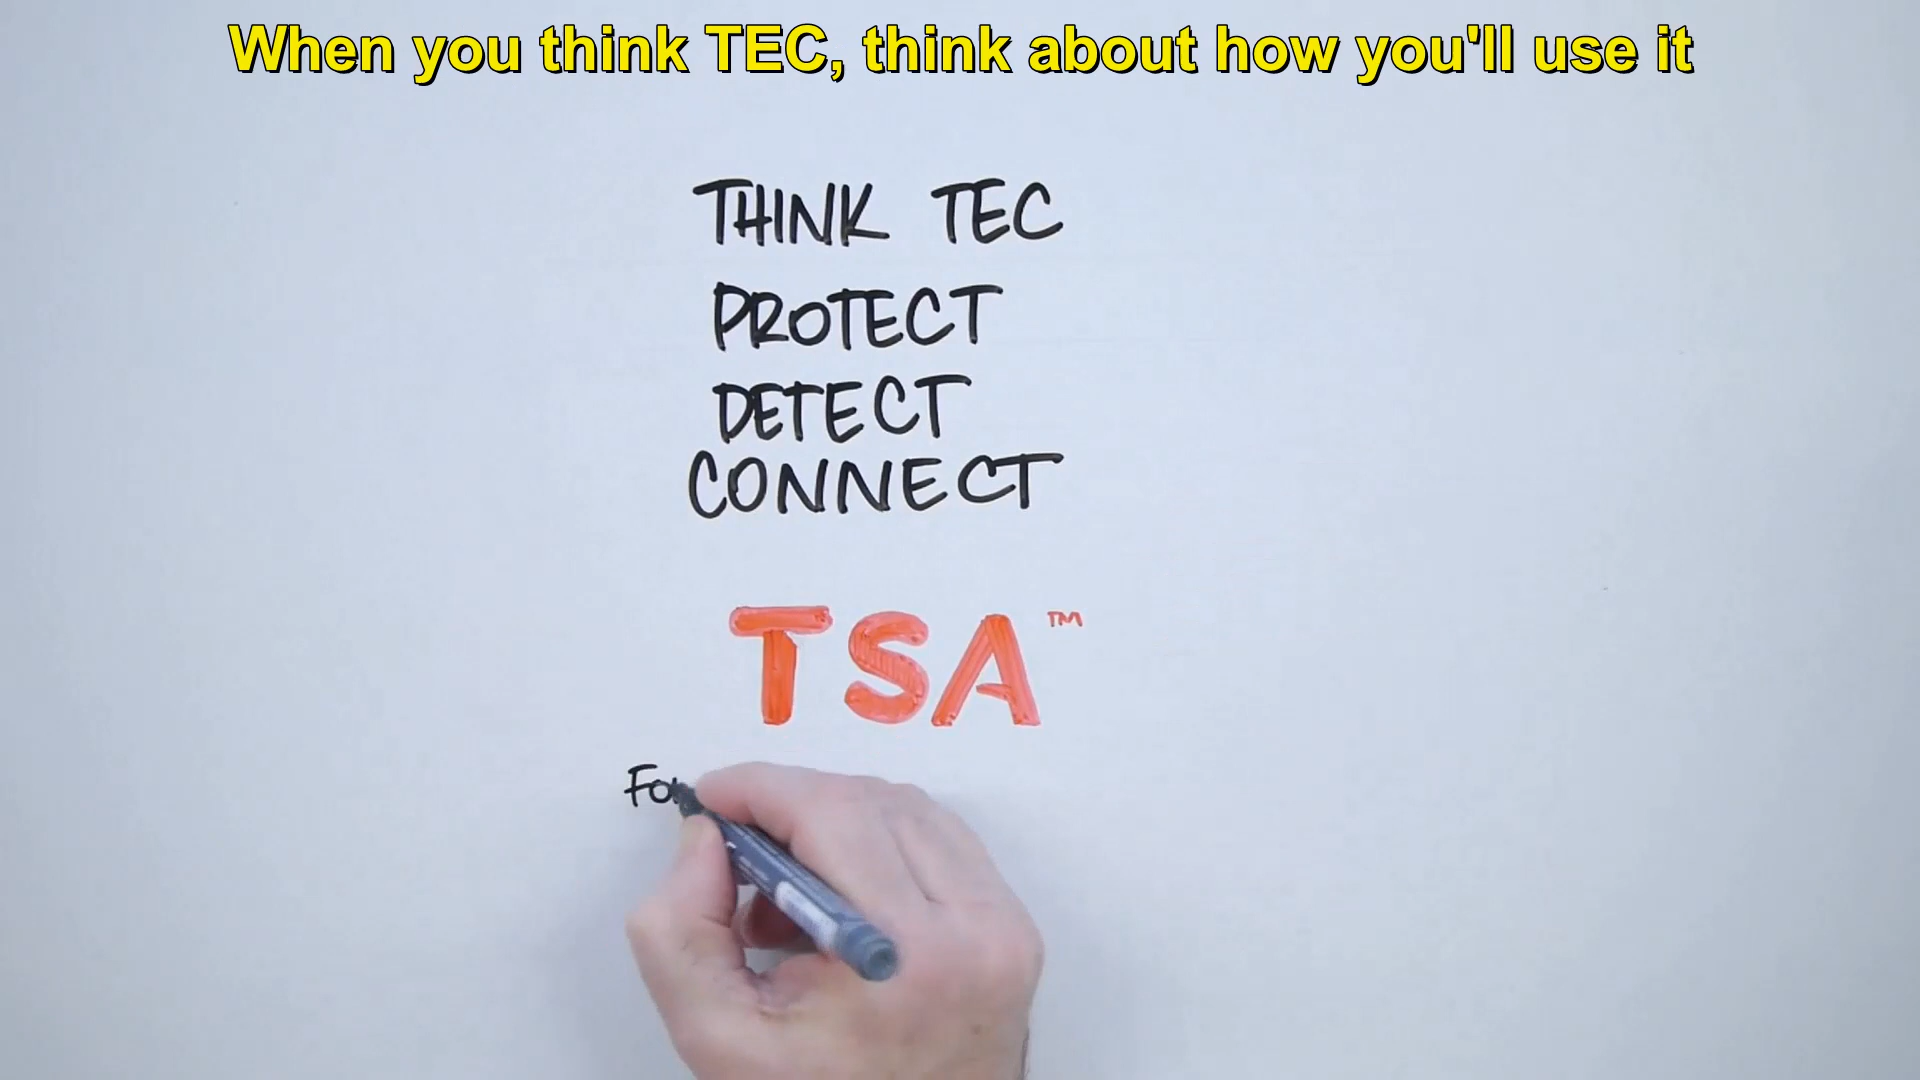 When you think TEC, think about how you'll use it
THINK TEC
PROTECT
DETECT
CONNECT
TSA™